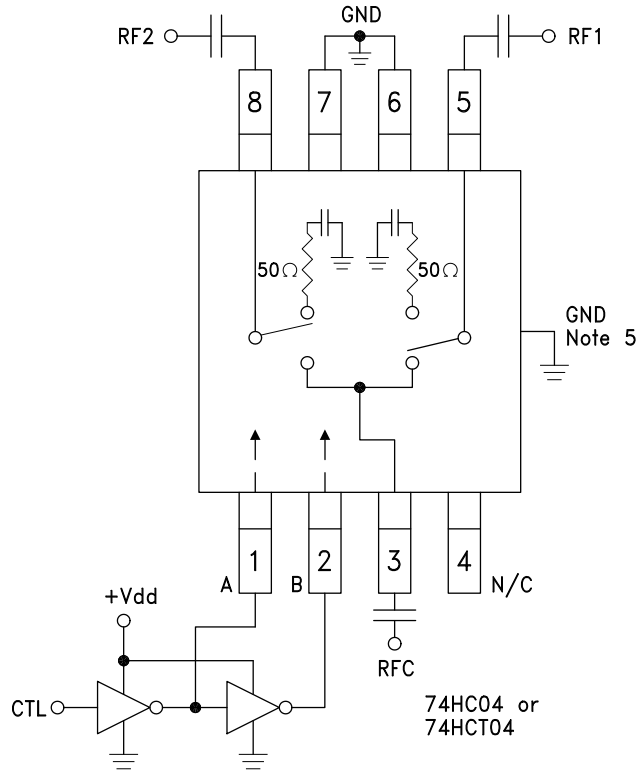 GND
RF2
RF1
8
7
6
5
50Ω
50Ω
GND
Note 5
1
2
3
4
A
B
N/C
+Vdd
RFC
CTL
74HC04 or
74HCT04